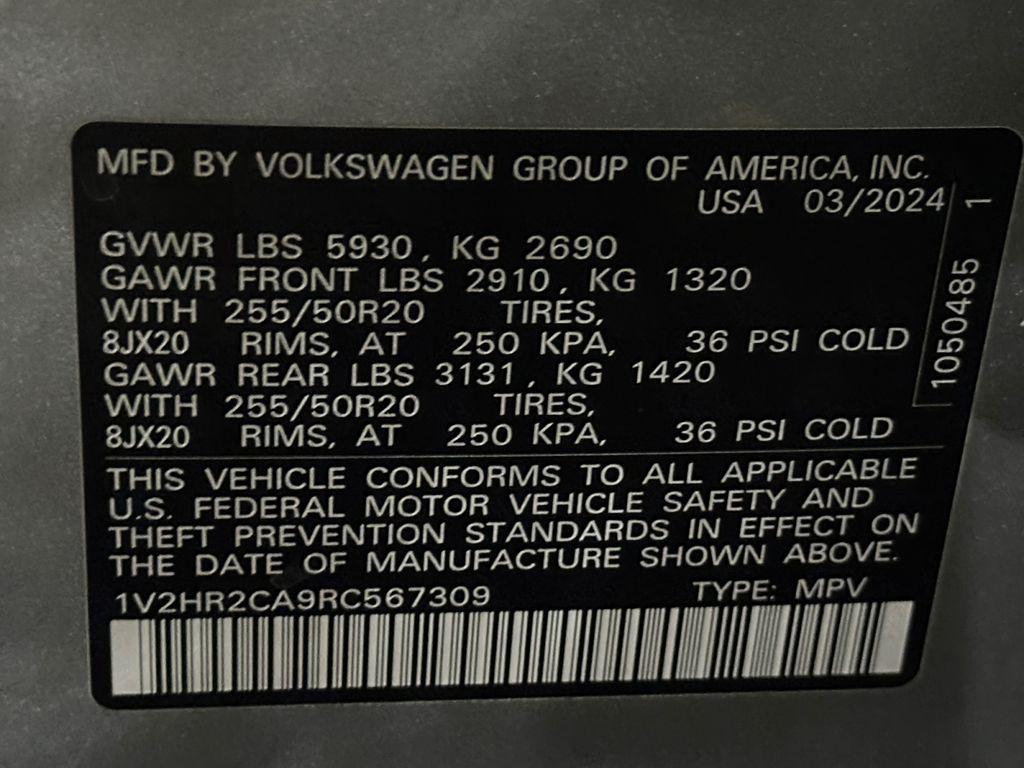 MFD BY VOLKSWAGEN GROUP OF AMERICA, INC.
USA 03/2024
GVWR LBS 5930, KG 2690
GAWR FRONT LBS 2910, KG 1320
WITH 255/50R20 TIRES,
8JX20 RIMS, AT 250 KPA, 36 PSI COLD
GAWR REAR LBS 3131, KG 1420
WITH 255/50R20 TIRES,
8JX20 RIMS, AT 250 KPA, 36 PSI COLD
THIS VEHICLE CONFORMS TO ALL APPLICABLE
U.S. FEDERAL MOTOR VEHICLE SAFETY AND
THEFT PREVENTION STANDARDS IN EFFECT ON
THE DATE OF MANUFACTURE SHOWN ABOVE.
1V2HR2CA9RC567309 TYPE: MPV
1050485 1